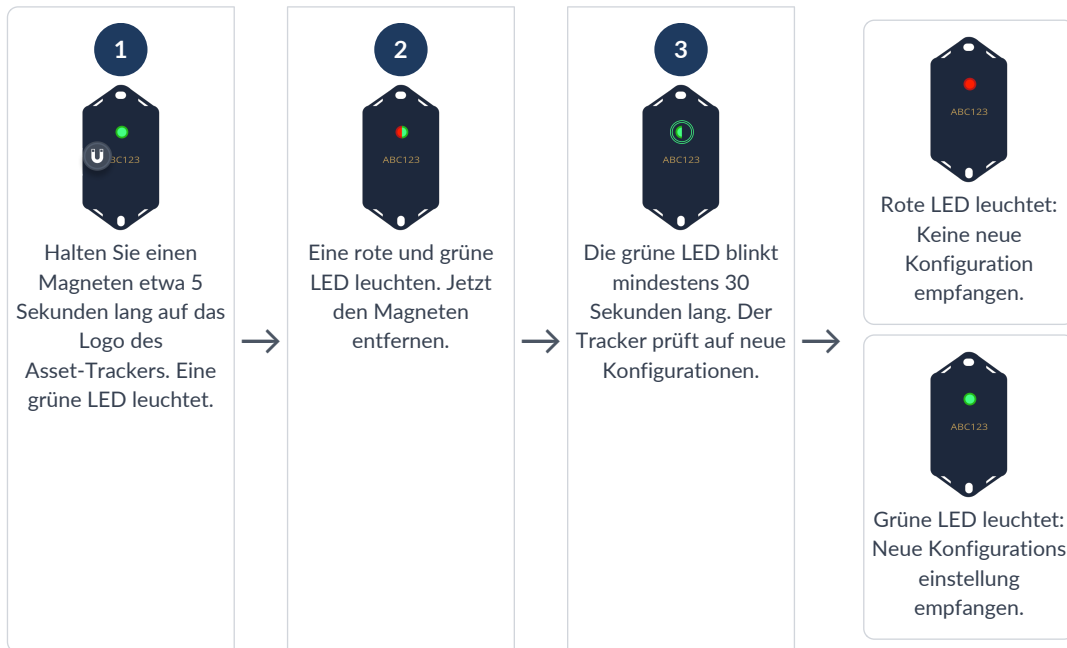 1
ABC123
Halten Sie einen
Magneten etwa 5
Sekunden lang auf das
Logo des
Asset-Trackers. Eine
grüne LED leuchtet.
2
ABC123
Eine rote und grüne
LED leuchten. Jetzt
den Magneten
entfernen.
3
ABC123
Die grüne LED blinkt
mindestens 30
Sekunden lang. Der
Tracker prüft auf neue
Konfigurationen.
ABC123
Rote LED leuchtet:
Keine neue
Konfiguration
empfangen.
ABC123
Grüne LED leuchtet:
Neue Konfigurations
einstellung
empfangen.